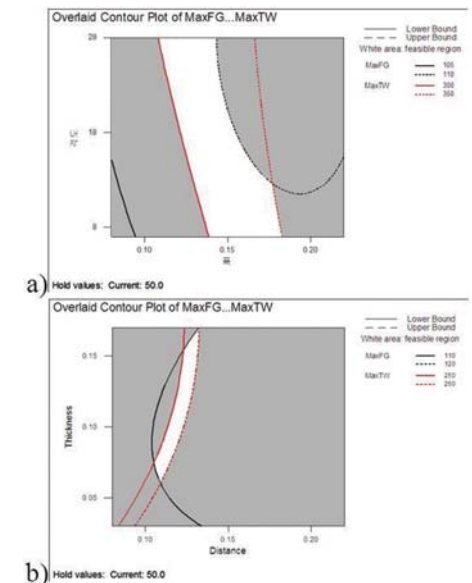 Overlaid Contour Plot of MaxFG...MaxTW
Lower Bound
Upper Bound
White area: feasible region
MaxFG 105
110
MaxTW 300
350
28
18
8
각도
0.10 0.15 0.20
폭
a) Hold values: Current: 50.0
Overlaid Contour Plot of MaxFG...MaxTW
Lower Bound
Upper Bound
White area: feasible region
MaxFG 110
120
MaxTW 250
260
0.15
0.10
0.05
Thickness
0.10 0.15 0.20
Distance
b) Hold values: Current: 50.0